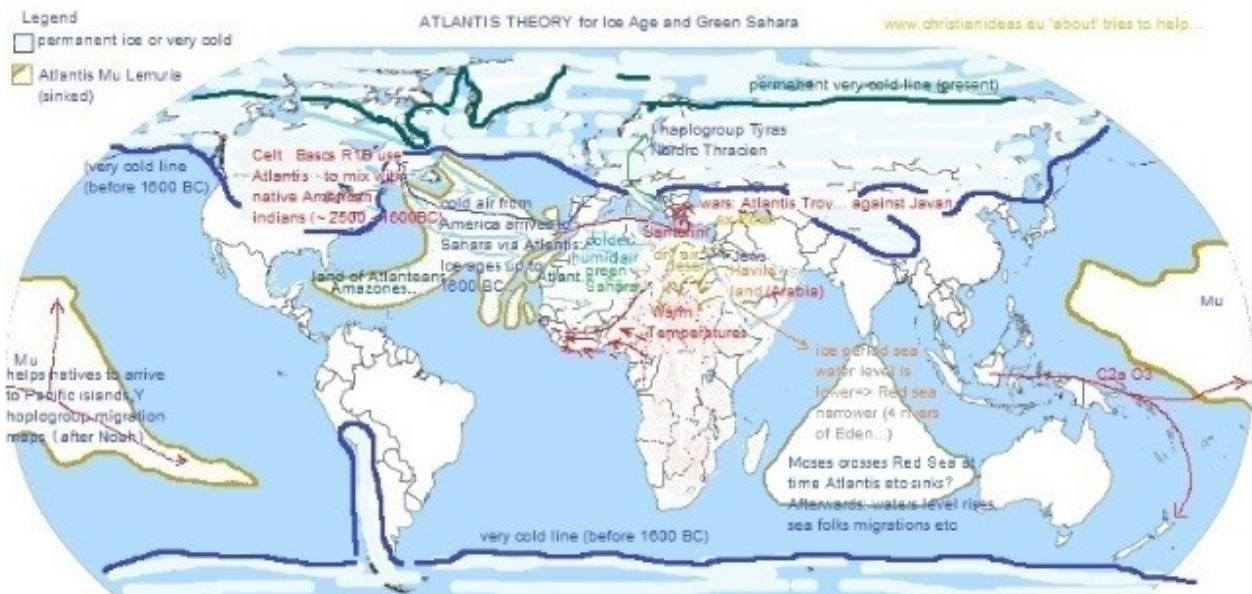 Legend
permanent ice or very cold
Atlantis Mu Lemuria
(sinked)
ATLANTIS THEORY for Ice Age and Green Sahara
www.christianideas.eu 'about' tries to help...
permanent very cold line (present)
I haplogroup Tyras
Nordic Thracien
(very cold line
(before 1600 BC)
Celt Bascs R1B use
Atlantis to mix with
native American
indians (~ 2500 - 1600BC)
cold air from
America arrives to
Sahara via Atlantis:
Ice ages up to
1600 BC..
land of Atlanteans
Amazones..
Atlant..
wars: Atlantis Troy... against Javan
Santorini
colder
humid air
green
Sahara
dry air
desert
Jews
Havila
land (Arabia)
Warm
Temperatures
ice period sea
water level is
lower=> Red sea
narrower (4 rivers
of Eden...)
Mu
C2a O3
Mu
helps natives to arrive
to Pacific islands,Y
hoplogroup migration
maps (after Noah)
Moses crosses Red Sea at
time Atlantis etc sinks?
Afterwards: waters level rises,
sea folks migrations etc
very cold line (before 1600 BC)